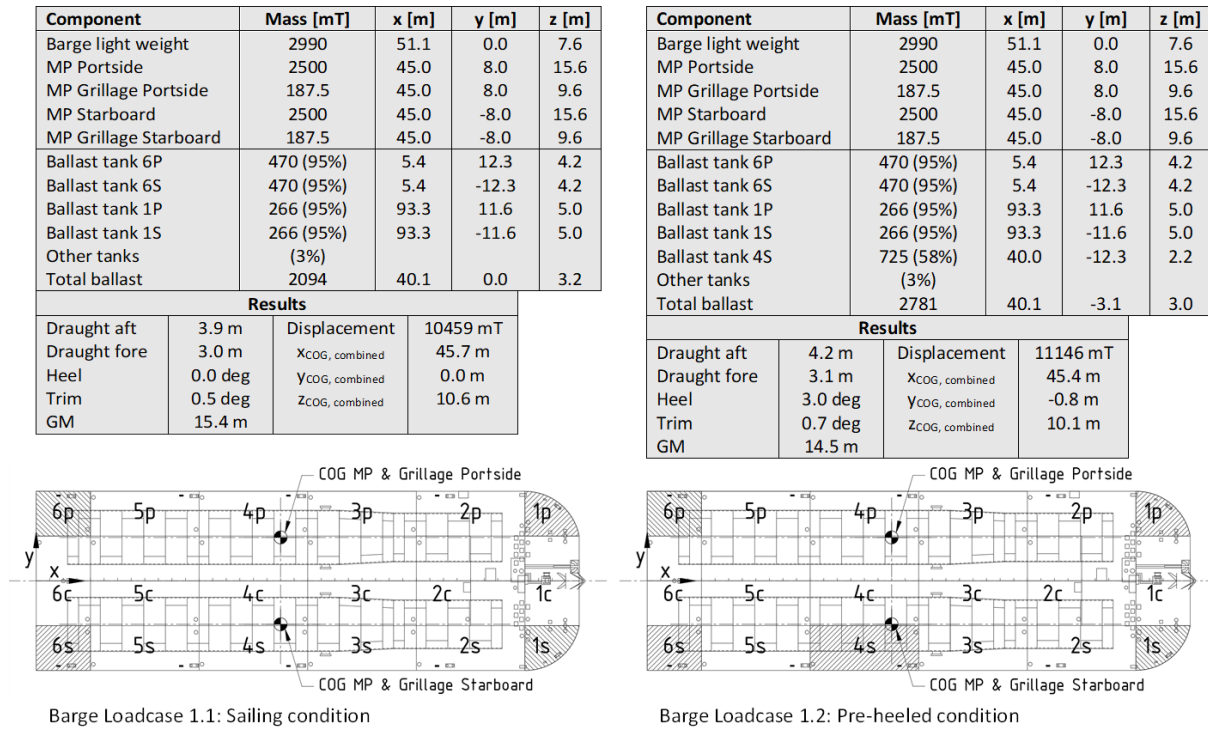 Component Mass [mT] x [m] y [m] z [m]
Barge light weight 2990 51.1 0.0 7.6
MP Portside 2500 45.0 8.0 15.6
MP Grillage Portside 187.5 45.0 8.0 9.6
MP Starboard 2500 45.0 -8.0 15.6
MP Grillage Starboard 187.5 45.0 -8.0 9.6
Ballast tank 6P 470 (95%) 5.4 12.3 4.2
Ballast tank 6S 470 (95%) 5.4 -12.3 4.2
Ballast tank 1P 266 (95%) 93.3 11.6 5.0
Ballast tank 1S 266 (95%) 93.3 -11.6 5.0
Other tanks (3%)
Total ballast 2094 40.1 0.0 3.2
Results
Draught aft 3.9 m Displacement 10459 mT
Draught fore 3.0 m xCOG, combined 45.7 m
Heel 0.0 deg yCOG, combined 0.0 m
Trim 0.5 deg zCOG, combined 10.6 m
GM 15.4 m
COG MP & Grillage Portside
6p 5p 4p 3p 2p 1p
y x
6c 5c 4c 3c 2c 1c
6s 5s 4s 3s 2s 1s
COG MP & Grillage Starboard
Barge Loadcase 1.1: Sailing condition
Component Mass [mT] x [m] y [m] z [m]
Barge light weight 2990 51.1 0.0 7.6
MP Portside 2500 45.0 8.0 15.6
MP Grillage Portside 187.5 45.0 8.0 9.6
MP Starboard 2500 45.0 -8.0 15.6
MP Grillage Starboard 187.5 45.0 -8.0 9.6
Ballast tank 6P 470 (95%) 5.4 12.3 4.2
Ballast tank 6S 470 (95%) 5.4 -12.3 4.2
Ballast tank 1P 266 (95%) 93.3 11.6 5.0
Ballast tank 1S 266 (95%) 93.3 -11.6 5.0
Ballast tank 4S 725 (58%) 40.0 -12.3 2.2
Other tanks (3%)
Total ballast 2781 40.1 -3.1 3.0
Results
Draught aft 4.2 m Displacement 11146 mT
Draught fore 3.1 m xCOG, combined 45.4 m
Heel 3.0 deg yCOG, combined -0.8 m
Trim 0.7 deg zCOG, combined 10.1 m
GM 14.5 m
COG MP & Grillage Portside
6p 5p 4p 3p 2p 1p
y x
6c 5c 4c 3c 2c 1c
6s 5s 4s 3s 2s 1s
COG MP & Grillage Starboard
Barge Loadcase 1.2: Pre-heeled condition